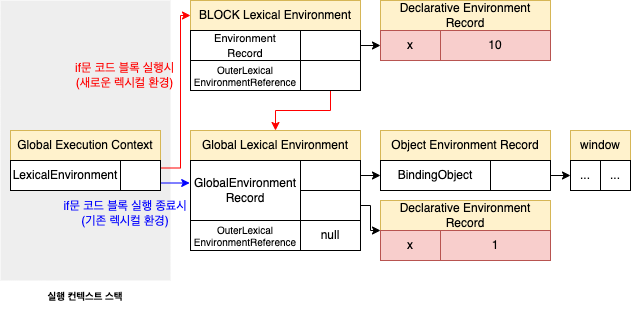 BLOCK Lexical Environment
Environment
Record
OuterLexical
EnvironmentReference
Declarative Environment
Record
x
10
if문 코드 블록 실행시
(새로운 렉시컬 환경)
Global Execution Context
LexicalEnvironment
if문 코드 블록 실행 종료시
(기존 렉시컬 환경)
Global Lexical Environment
GlobalEnvironment
Record
OuterLexical
EnvironmentReference
null
Object Environment Record
BindingObject
window
...
...
Declarative Environment
Record
x
1
실행 컨텍스트 스택